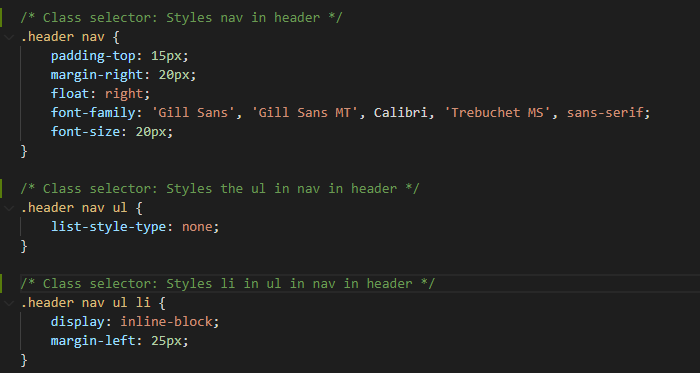 /* Class selector: Styles nav in header */
.header nav {
    padding-top: 15px;
    margin-right: 20px;
    float: right;
    font-family: 'Gill Sans', 'Gill Sans MT', Calibri, 'Trebuchet MS', sans-serif;
    font-size: 20px;
}

/* Class selector: Styles the ul in nav in header */
.header nav ul {
    list-style-type: none;
}

/* Class selector: Styles li in ul in nav in header */
.header nav ul li {
    display: inline-block;
    margin-left: 25px;
}